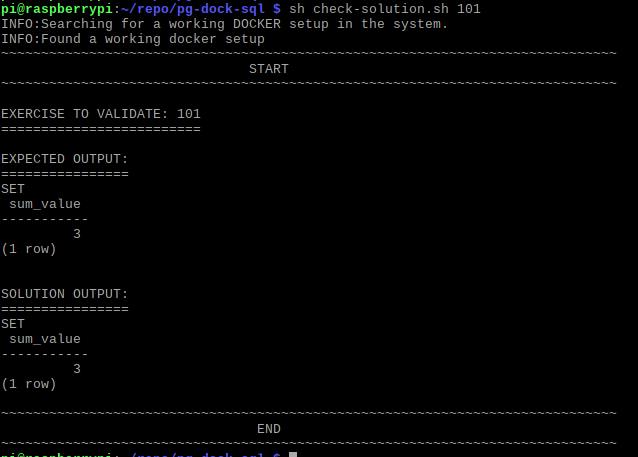 pi@raspberrypi:~/repo/pg-dock-sql $ sh check-solution.sh 101
INFO:Searching for a working DOCKER setup in the system.
INFO:Found a working docker setup
~~~~~~~~~~~~~~~~~~~~~~~~~~~~~~~~~~~~~~~~~~~~~~~~~~~~~~~~~~~~~~~~~~~~~~~~~~~~~
                               START
~~~~~~~~~~~~~~~~~~~~~~~~~~~~~~~~~~~~~~~~~~~~~~~~~~~~~~~~~~~~~~~~~~~~~~~~~~~~~
EXERCISE TO VALIDATE: 101
=========================
EXPECTED OUTPUT:
================
SET
 sum_value
-----------
         3
(1 row)
SOLUTION OUTPUT:
================
SET
 sum_value
-----------
         3
(1 row)
~~~~~~~~~~~~~~~~~~~~~~~~~~~~~~~~~~~~~~~~~~~~~~~~~~~~~~~~~~~~~~~~~~~~~~~~~~~~~
                                END
~~~~~~~~~~~~~~~~~~~~~~~~~~~~~~~~~~~~~~~~~~~~~~~~~~~~~~~~~~~~~~~~~~~~~~~~~~~~~
pi@raspberrypi:~/repo/pg-dock-sql $